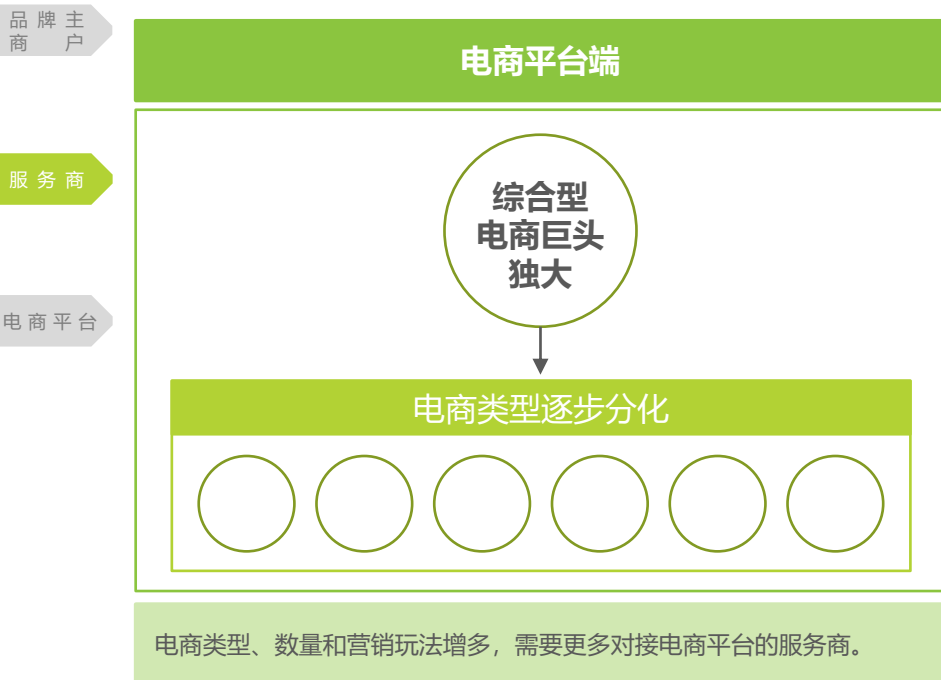 品牌主
商户
电商平台端
服务商
综合型
电商巨头
独大
电商平台
电商类型逐步分化
电商类型、数量和营销玩法增多，需要更多对接电商平台的服务商。